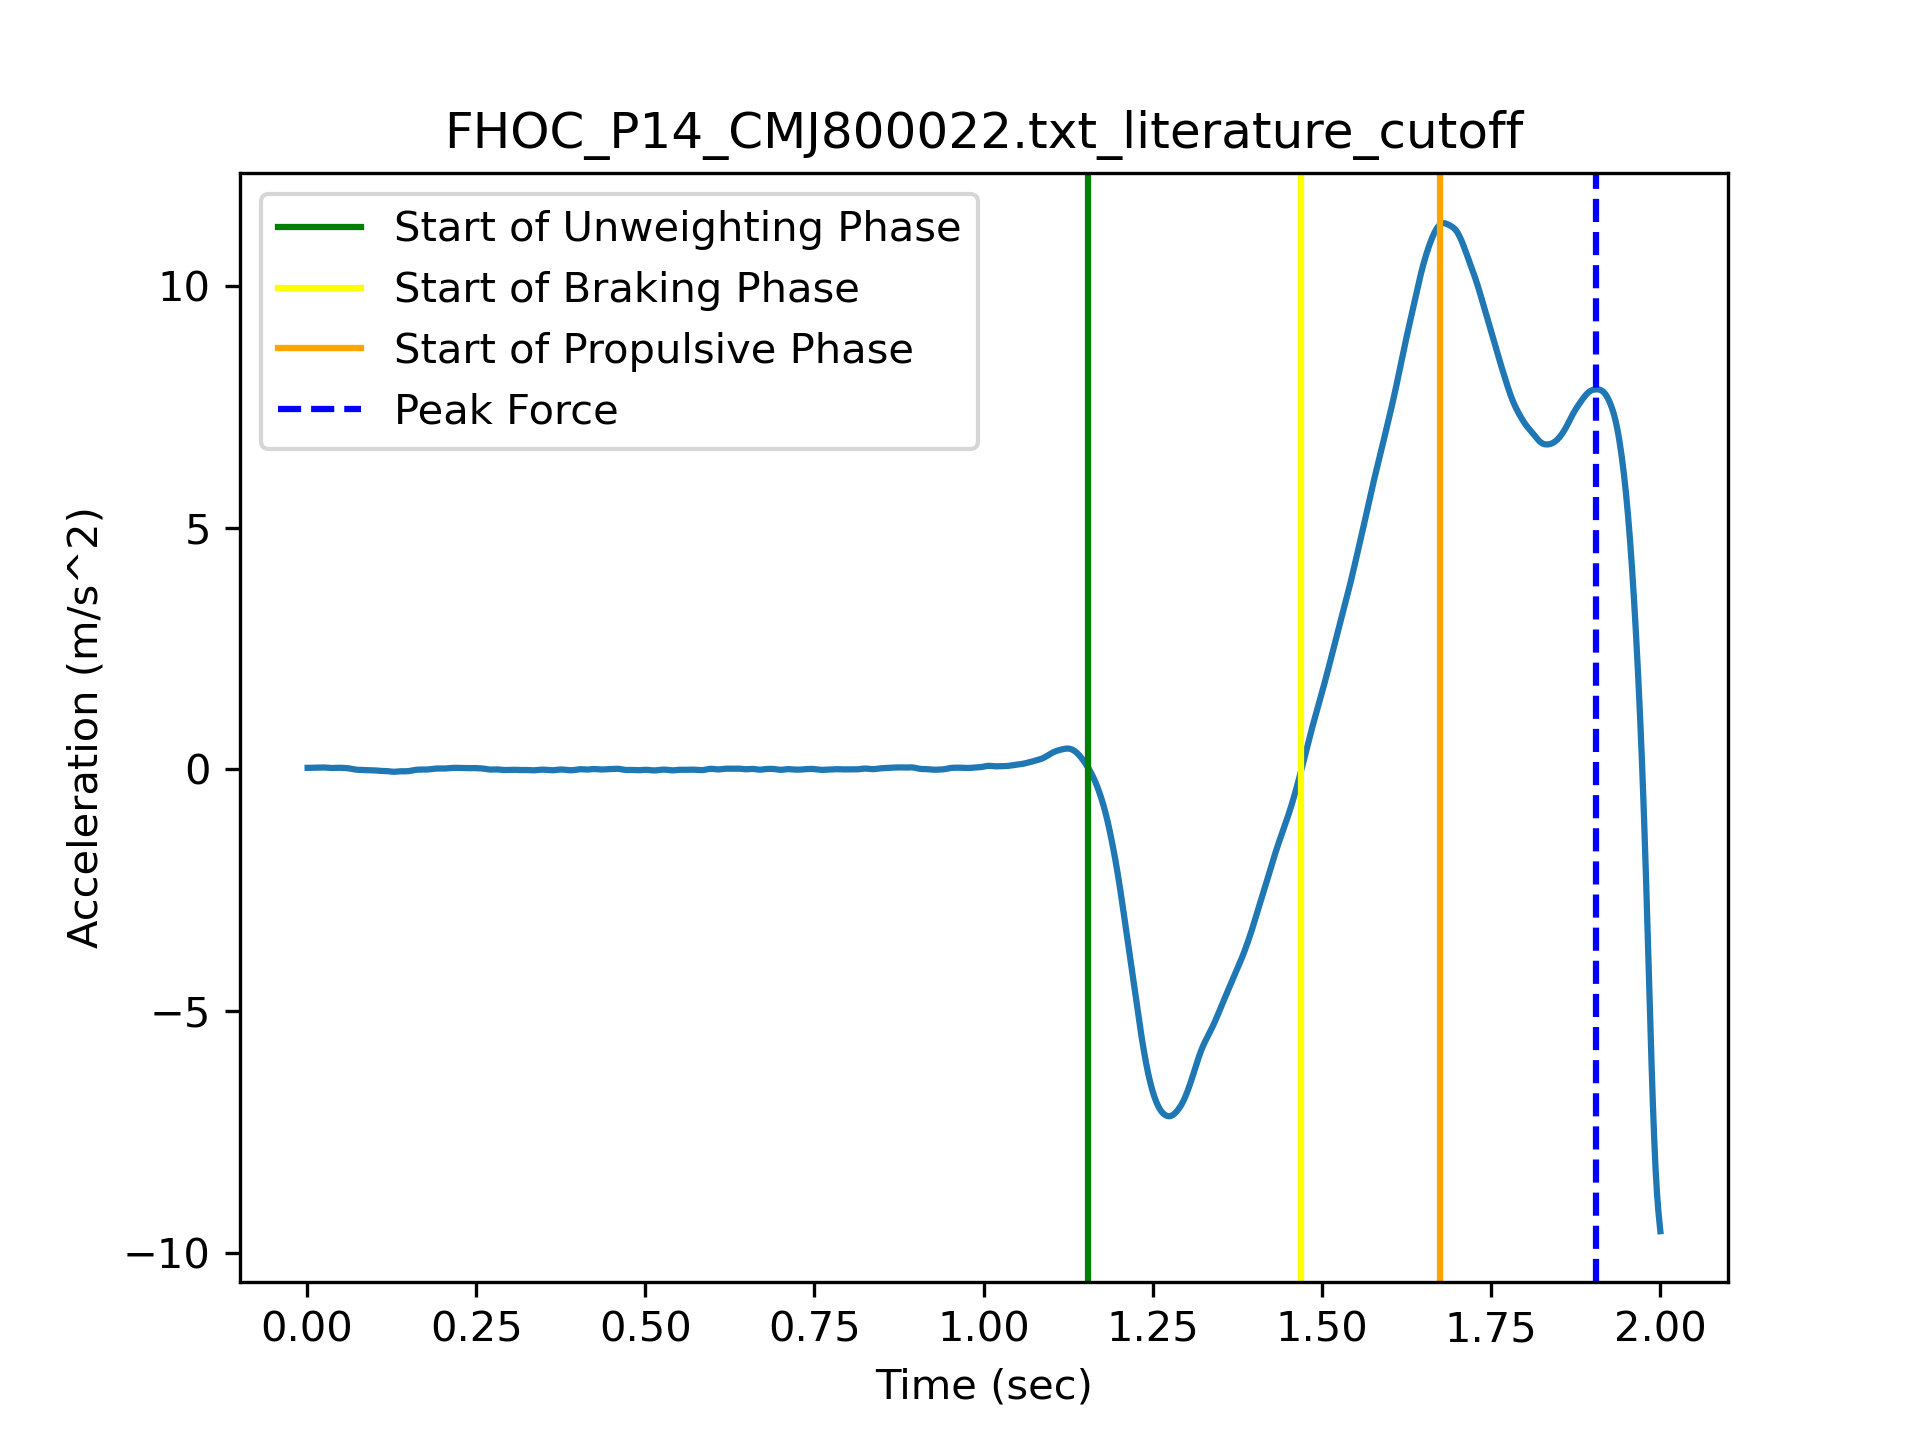 FHOC_P14_CMJ800022.txt_literature_cutoff
Start of Unweighting Phase
Start of Braking Phase
Start of Propulsive Phase
Peak Force
10
5
0
−5
−10
Acceleration (m/s^2)
0.00 0.25 0.50 0.75 1.00 1.25 1.50 1.75 2.00
Time (sec)